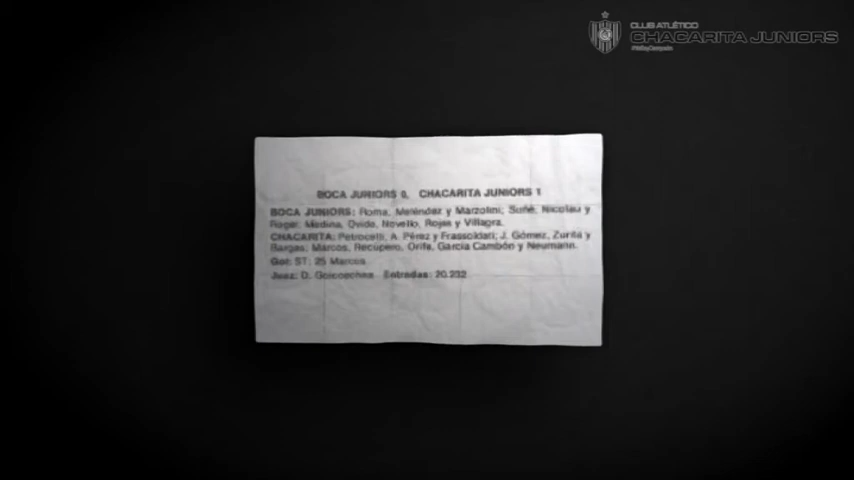 CLUB ATLÉTICO
CHACARITA JUNIORS
BOCA JUNIORS 0, CHACARITA JUNIORS 1
BOCA JUNIORS: Roma, Meléndez y Marzolini; Suñé, Nicolau y
Rogel; Medina, Ovide, Novello, Rojas y Villagra.
CHACARITA: Petrocelli, A. Pérez y Frassoldati; J. Gómez, Zurita y
Bargas; Marcos, Recúpero, Orife, García Cambón y Neumann.
Gol: ST: 25 Marcos
Juez: D. Goicoechea Entradas: 20.232